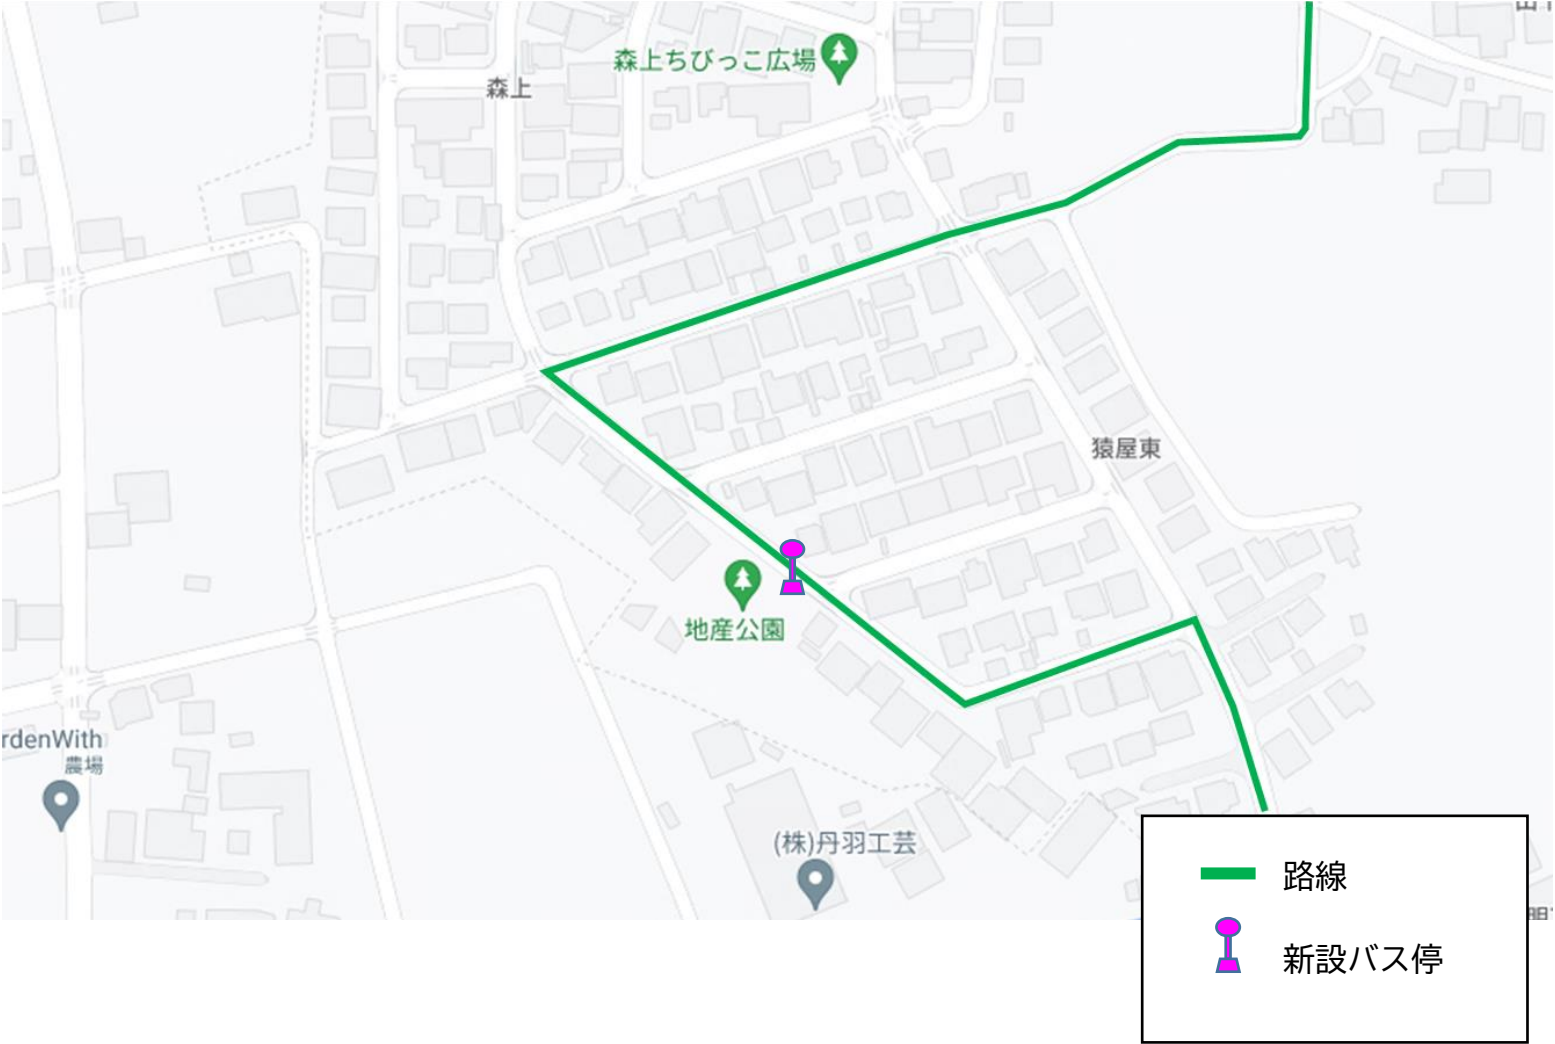 森上ちびっこ広場
森上
猿屋東
地産公園
rdenWith
農場
(株)丹羽工芸
路線
新設バス停